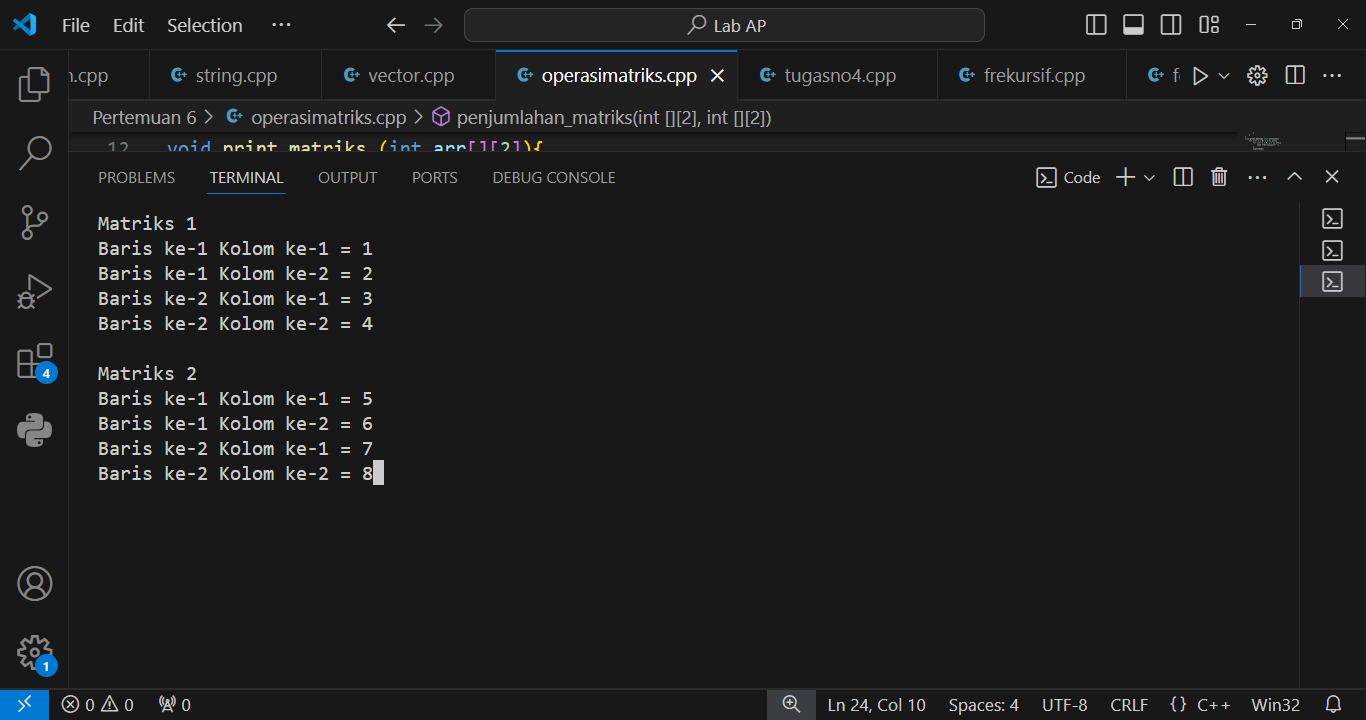 File Edit Selection ··· Lab AP
n.cpp string.cpp vector.cpp operasimatriks.cpp tugasno4.cpp frekursif.cpp
Pertemuan 6 > operasimatriks.cpp > penjumlahan_matriks(int [][2], int [][2])
12 void print_matriks (int arr[][2]){
PROBLEMS TERMINAL OUTPUT PORTS DEBUG CONSOLE Code
Matriks 1
Baris ke-1 Kolom ke-1 = 1
Baris ke-1 Kolom ke-2 = 2
Baris ke-2 Kolom ke-1 = 3
Baris ke-2 Kolom ke-2 = 4
Matriks 2
Baris ke-1 Kolom ke-1 = 5
Baris ke-1 Kolom ke-2 = 6
Baris ke-2 Kolom ke-1 = 7
Baris ke-2 Kolom ke-2 = 8
4
1
0 0 0 Ln 24, Col 10 Spaces: 4 UTF-8 CRLF {} C++ Win32